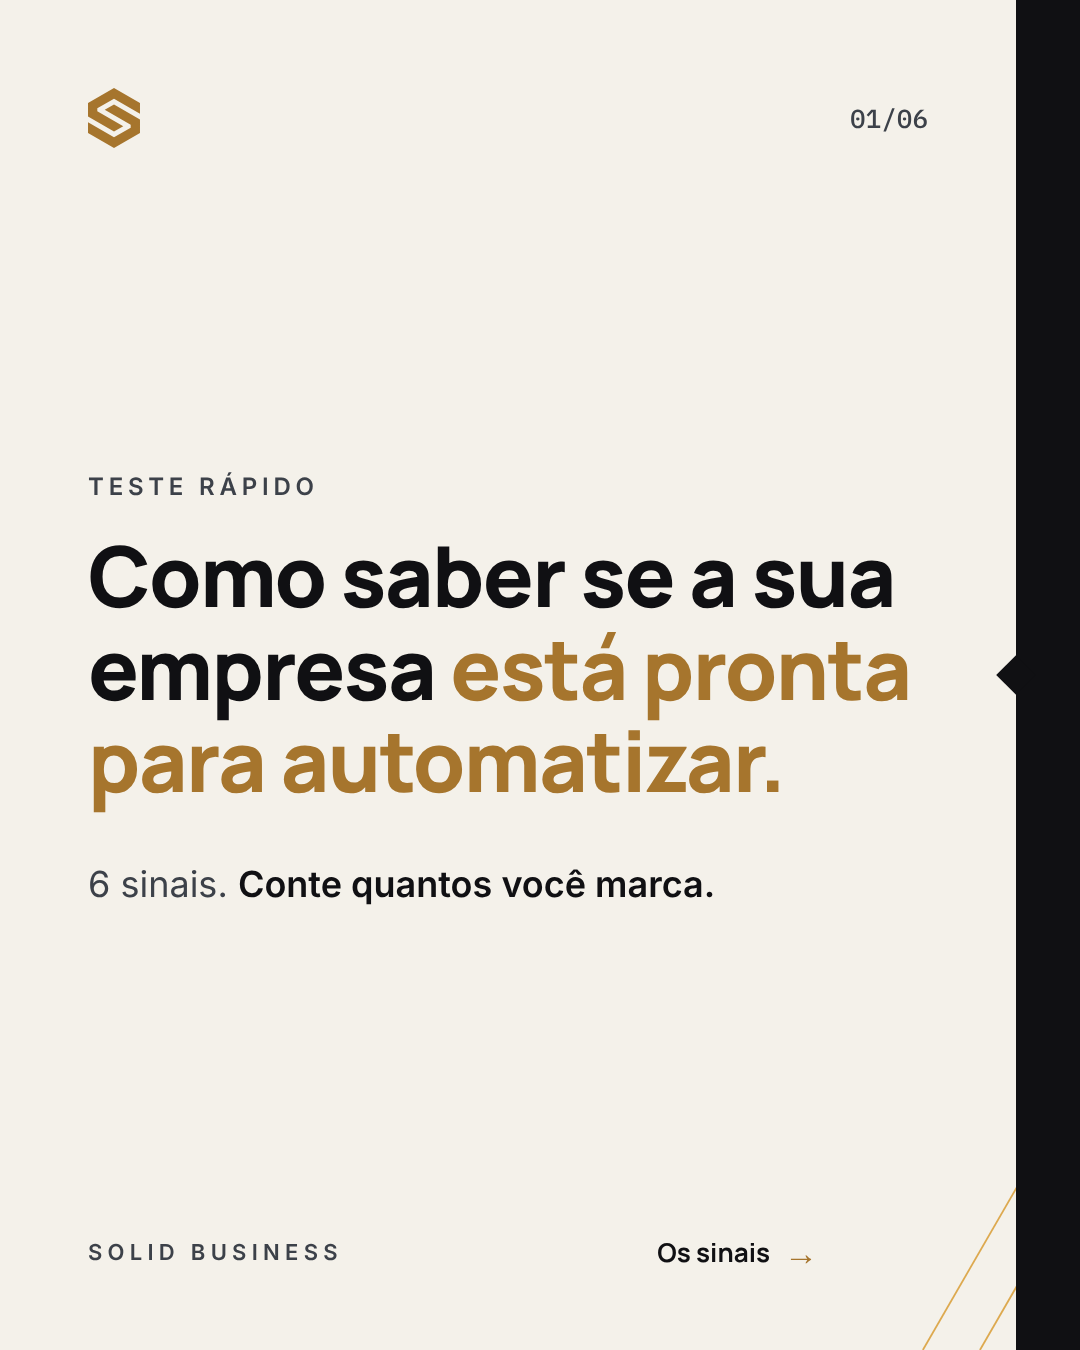 01/06
TESTE RÁPIDO
Como saber se a sua
empresa está pronta
para automatizar.
6 sinais. Conte quantos você marca.
SOLID BUSINESS
Os sinais →